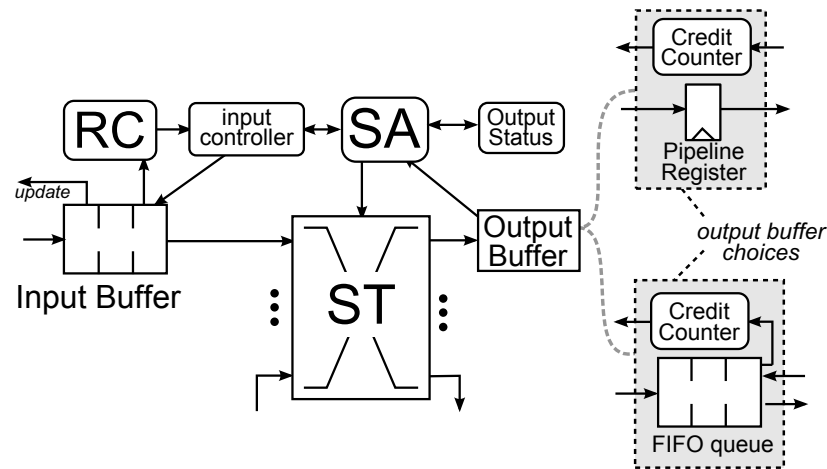 RC
input
controller
SA
Output
Status
update
Input Buffer
ST
Output
Buffer
Credit
Counter
Pipeline
Register
output buffer
choices
Credit
Counter
FIFO queue